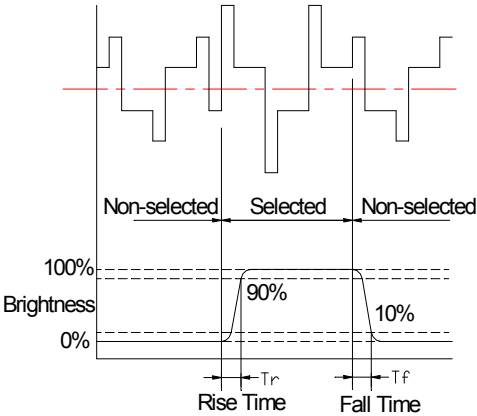 Non-selected Selected Non-selected
100%
90%
Brightness
10%
0%
Tr Tf
Rise Time Fall Time